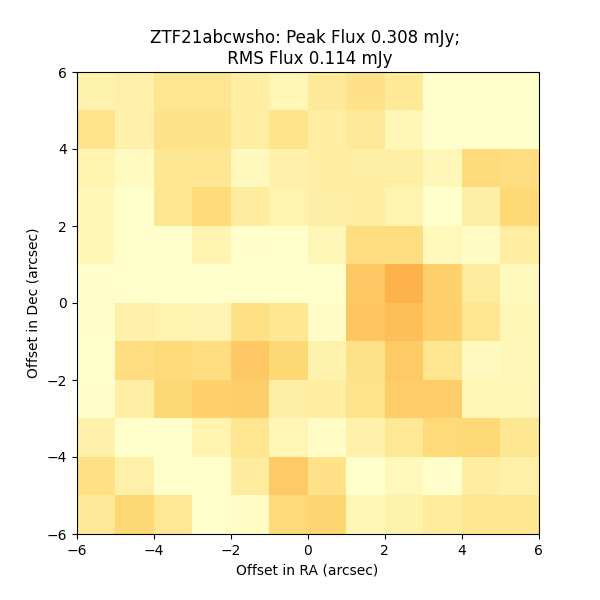 ZTF21abcwsho: Peak Flux 0.308 mJy;
RMS Flux 0.114 mJy
6
4
2
0
−2
−4
−6
Offset in Dec (arcsec)
−6 −4 −2 0 2 4 6
Offset in RA (arcsec)